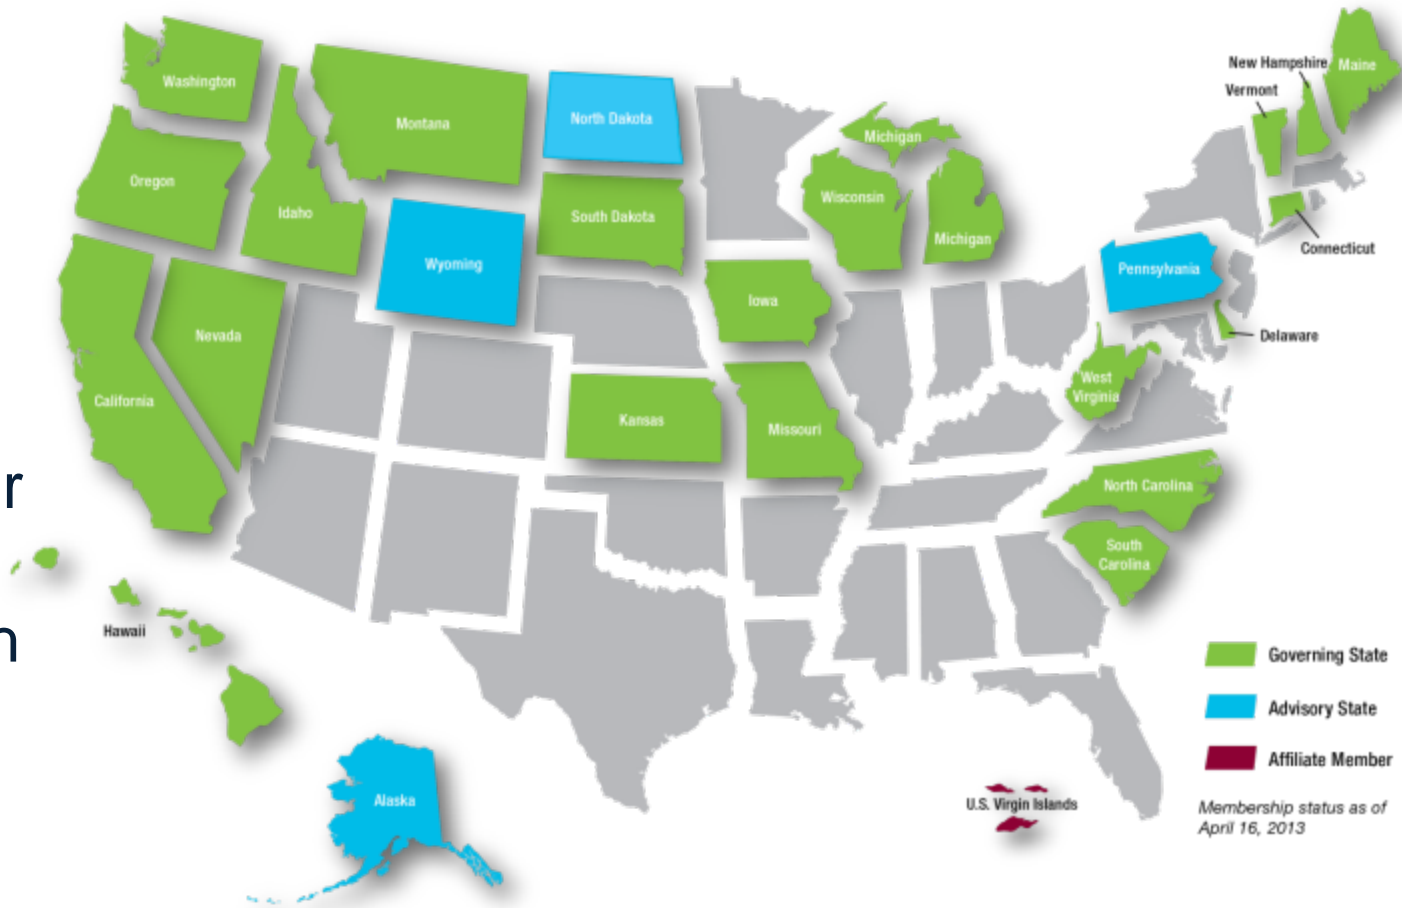 Washington
Montana
North Dakota
Michigan
New Hampshire
Maine
Vermont
Oregon
Idaho
South Dakota
Wisconsin
Michigan
Connecticut
Wyoming
Pennsylvania
Iowa
Nevada
Delaware
California
Kansas
Missouri
West
Virginia
r
North Carolina
South
Carolina
n
Hawaii
Governing State
Advisory State
Affiliate Member
Alaska
U.S. Virgin Islands
Membership status as of
April 16, 2013